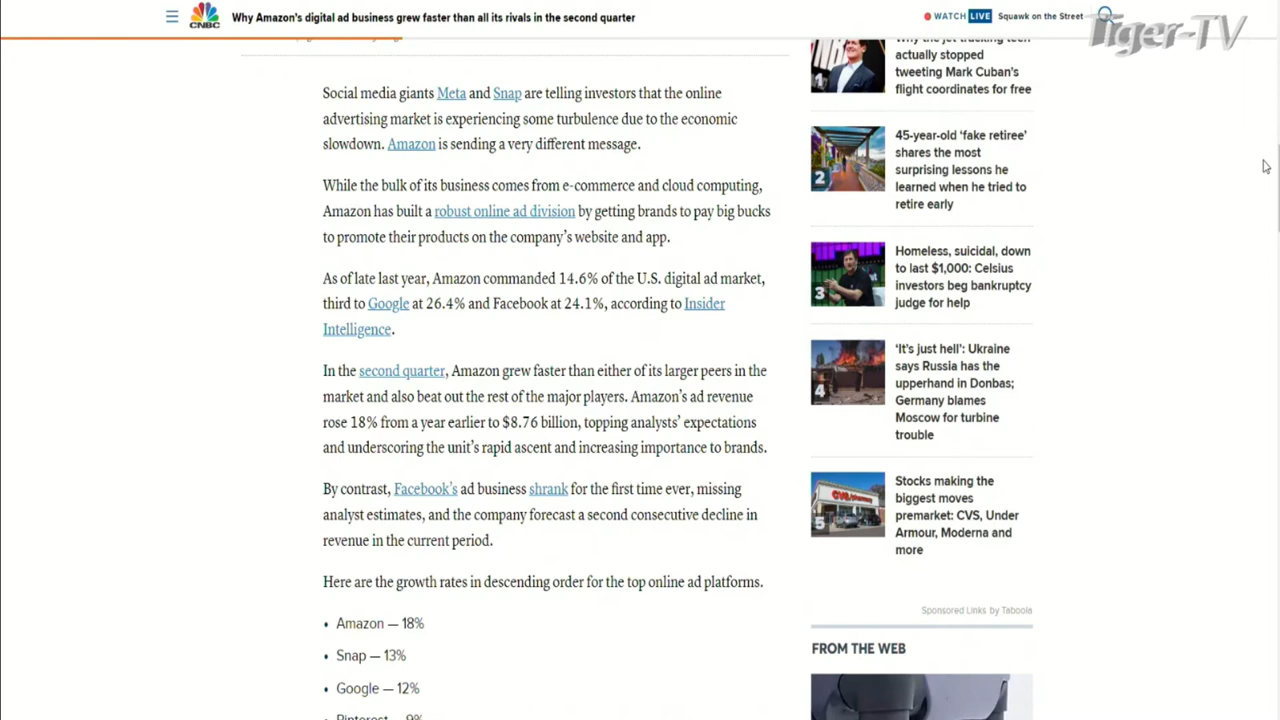 CNBC
Why Amazon's digital ad business grew faster than all its rivals in the second quarter
WATCH LIVE Squawk on the Street
Tiger-TV
Social media giants Meta and Snap are telling investors that the online
advertising market is experiencing some turbulence due to the economic
slowdown. Amazon is sending a very different message.
While the bulk of its business comes from e-commerce and cloud computing,
Amazon has built a robust online ad division by getting brands to pay big bucks
to promote their products on the company's website and app.
As of late last year, Amazon commanded 14.6% of the U.S. digital ad market,
third to Google at 26.4% and Facebook at 24.1%, according to Insider
Intelligence.
In the second quarter, Amazon grew faster than either of its larger peers in the
market and also beat out the rest of the major players. Amazon's ad revenue
rose 18% from a year earlier to $8.76 billion, topping analysts' expectations
and underscoring the unit's rapid ascent and increasing importance to brands.
By contrast, Facebook's ad business shrank for the first time ever, missing
analyst estimates, and the company forecast a second consecutive decline in
revenue in the current period.
Here are the growth rates in descending order for the top online ad platforms.
• Amazon — 18%
• Snap — 13%
• Google — 12%
Pinterest — 9%
1
Why the jet-tracking teen
actually stopped
tweeting Mark Cuban's
flight coordinates for free
2
45-year-old 'fake retiree'
shares the most
surprising lessons he
learned when he tried to
retire early
3
Homeless, suicidal, down
to last $1,000: Celsius
investors beg bankruptcy
judge for help
4
'It's just hell': Ukraine
says Russia has the
upperhand in Donbas;
Germany blames
Moscow for turbine
trouble
5
CVS/pharmacy
Stocks making the
biggest moves
premarket: CVS, Under
Armour, Moderna and
more
Sponsored Links by Taboola
FROM THE WEB